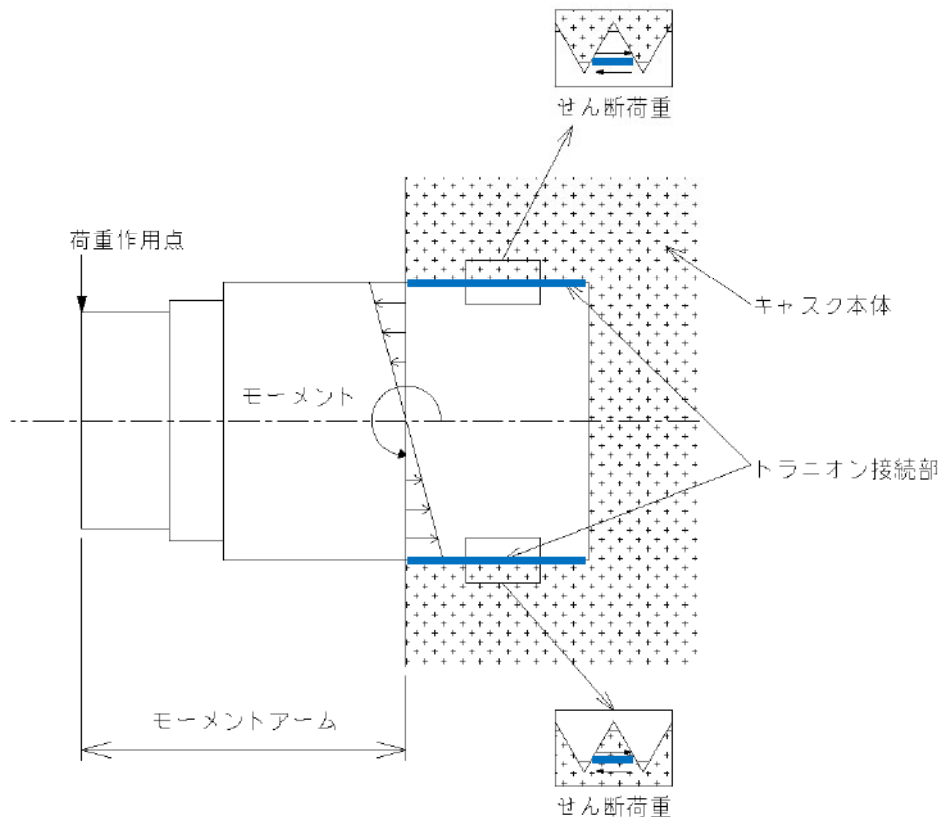 せん断荷重
荷重作用点
キャスク本体
モーメント
トラニオン接続部
モーメントアーム
せん断荷重